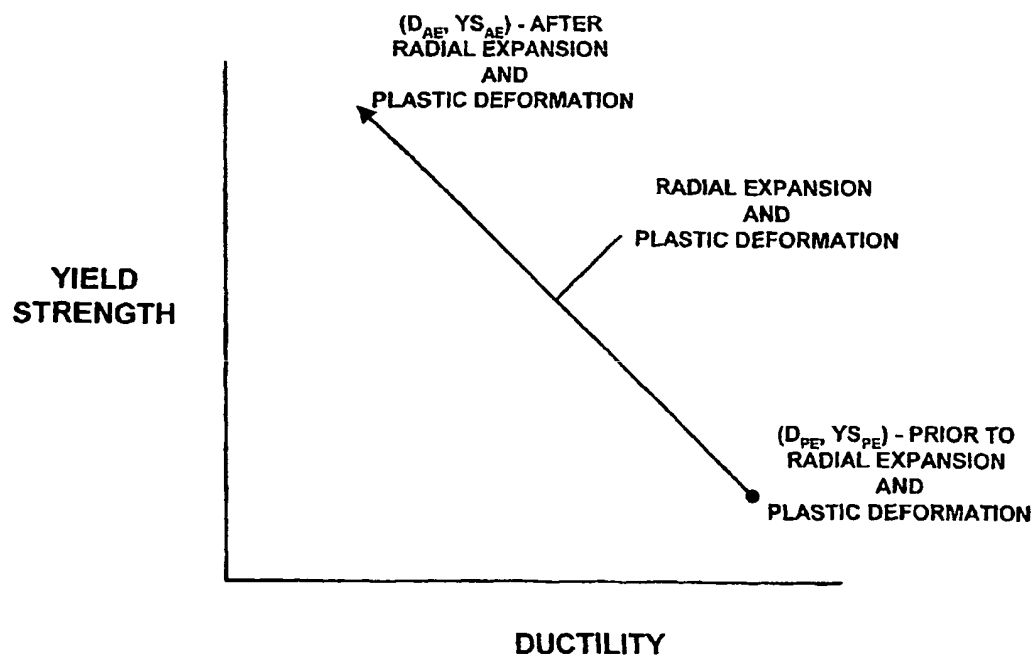 (D_AE, YS_AE) - AFTER
RADIAL EXPANSION
AND
PLASTIC DEFORMATION
RADIAL EXPANSION
AND
PLASTIC DEFORMATION
YIELD
STRENGTH
(D_PE, YS_PE) - PRIOR TO
RADIAL EXPANSION
AND
PLASTIC DEFORMATION
DUCTILITY